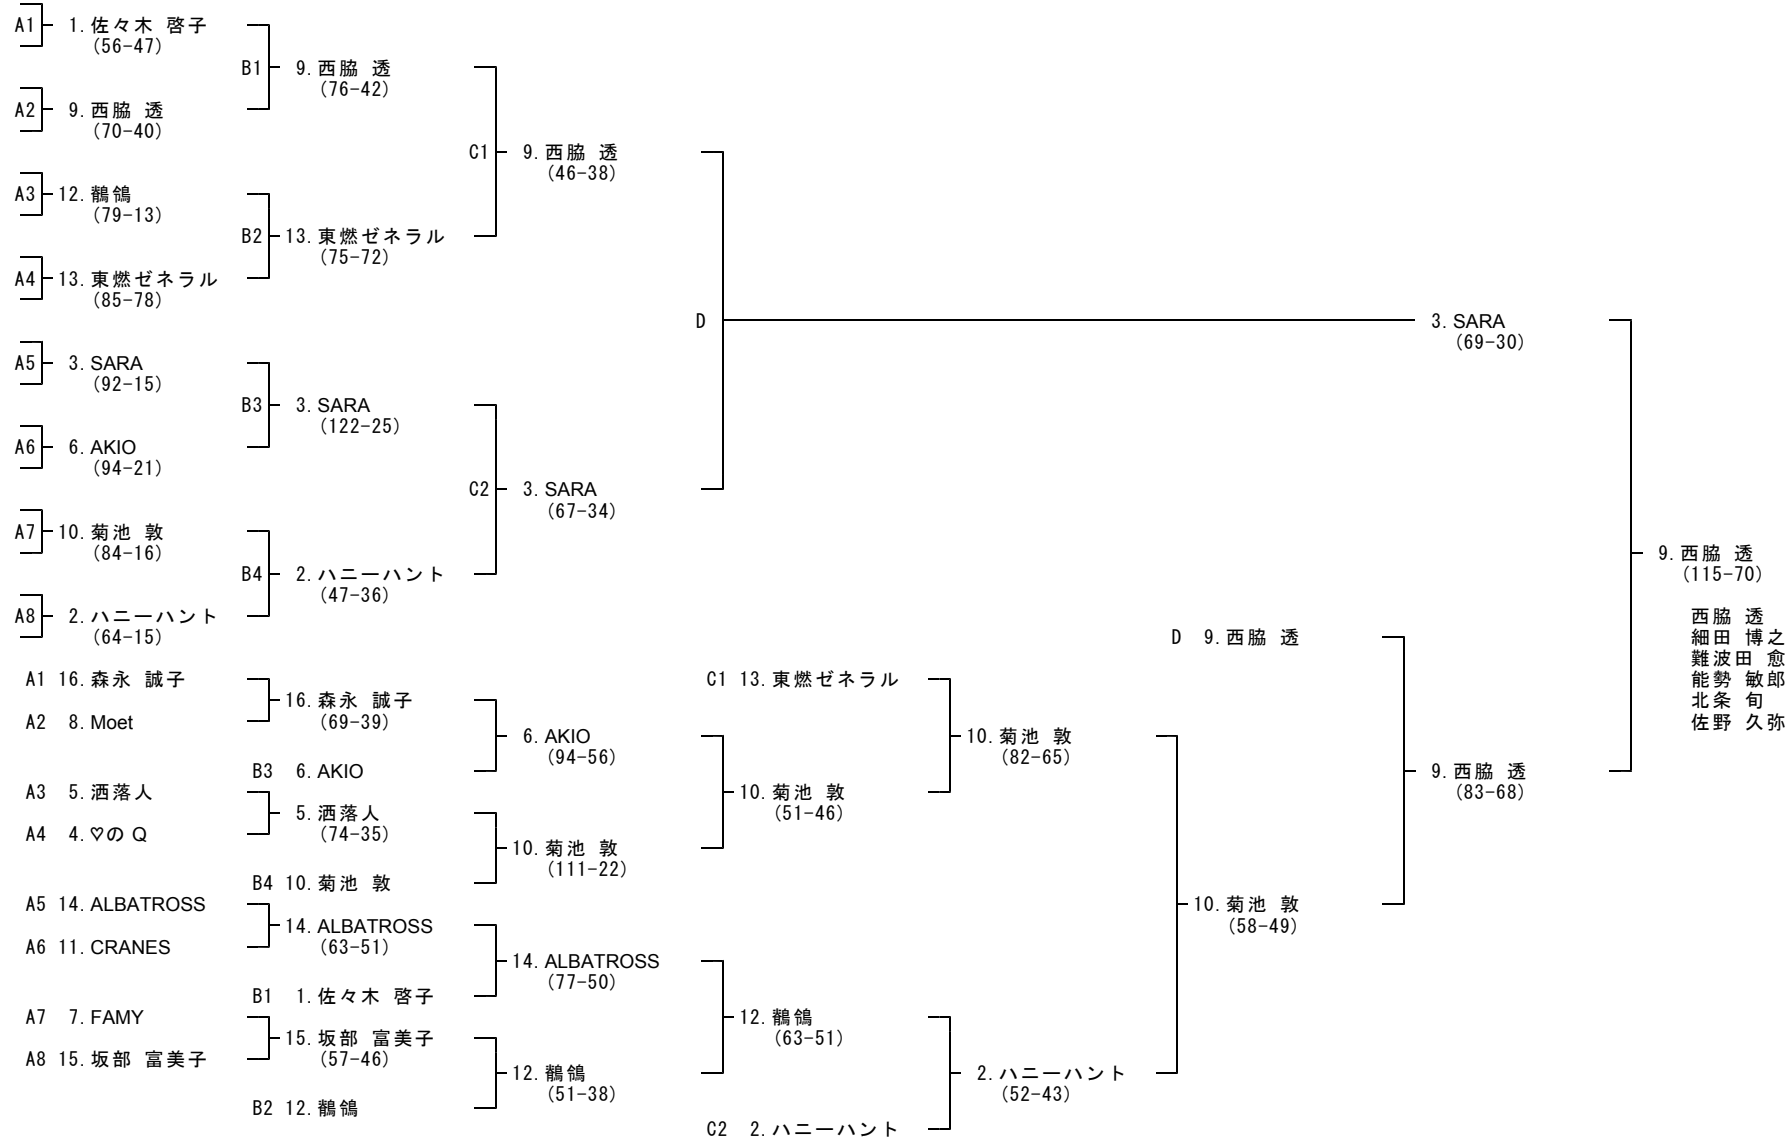 A1 1. 佐々木 啓子
(56-47)
B1 9. 西脇 透
(76-42)
A2 9. 西脇 透
(70-40)
C1 9. 西脇 透
(46-38)
A3 12. 鶺鴒
(79-13)
B2 13. 東燃ゼネラル
(75-72)
A4 13. 東燃ゼネラル
(85-78)
D 3. SARA
(69-30)
A5 3. SARA
(92-15)
B3 3. SARA
(122-25)
A6 6. AKIO
(94-21)
C2 3. SARA
(67-34)
A7 10. 菊池 敦
(84-16)
9. 西脇 透
(115-70)
B4 2. ハニーハント
(47-36)
A8 2. ハニーハント
(64-15)
西脇 透
細田 博之
難波田 愈
能勢 敏郎
北条 旬
佐野 久弥
D 9. 西脇 透
A1 16. 森永 誠子
C1 13. 東燃ゼネラル
16. 森永 誠子
(69-39)
A2 8. Moet
6. AKIO
(94-56)
10. 菊池 敦
(82-65)
B3 6. AKIO
9. 西脇 透
(83-68)
A3 5. 洒落人
10. 菊池 敦
(51-46)
5. 洒落人
(74-35)
A4 4. ♡の Q
10. 菊池 敦
(111-22)
B4 10. 菊池 敦
A5 14. ALBATROSS
10. 菊池 敦
(58-49)
14. ALBATROSS
(63-51)
A6 11. CRANES
14. ALBATROSS
(77-50)
B1 1. 佐々木 啓子
A7 7. FAMY
12. 鶺鴒
(63-51)
15. 坂部 富美子
(57-46)
A8 15. 坂部 富美子
12. 鶺鴒
(51-38)
2. ハニーハント
(52-43)
B2 12. 鶺鴒
C2 2. ハニーハント